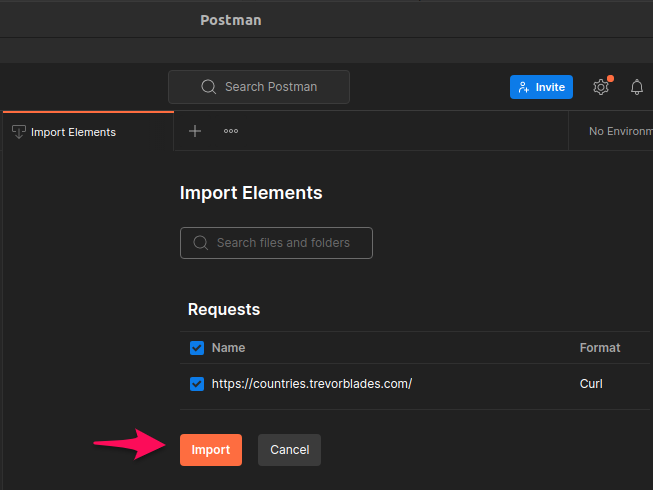 Postman
Search Postman
Invite
Import Elements
No Environm
Import Elements
Search files and folders
Requests
Name Format
https://countries.trevorblades.com/ Curl
Import Cancel